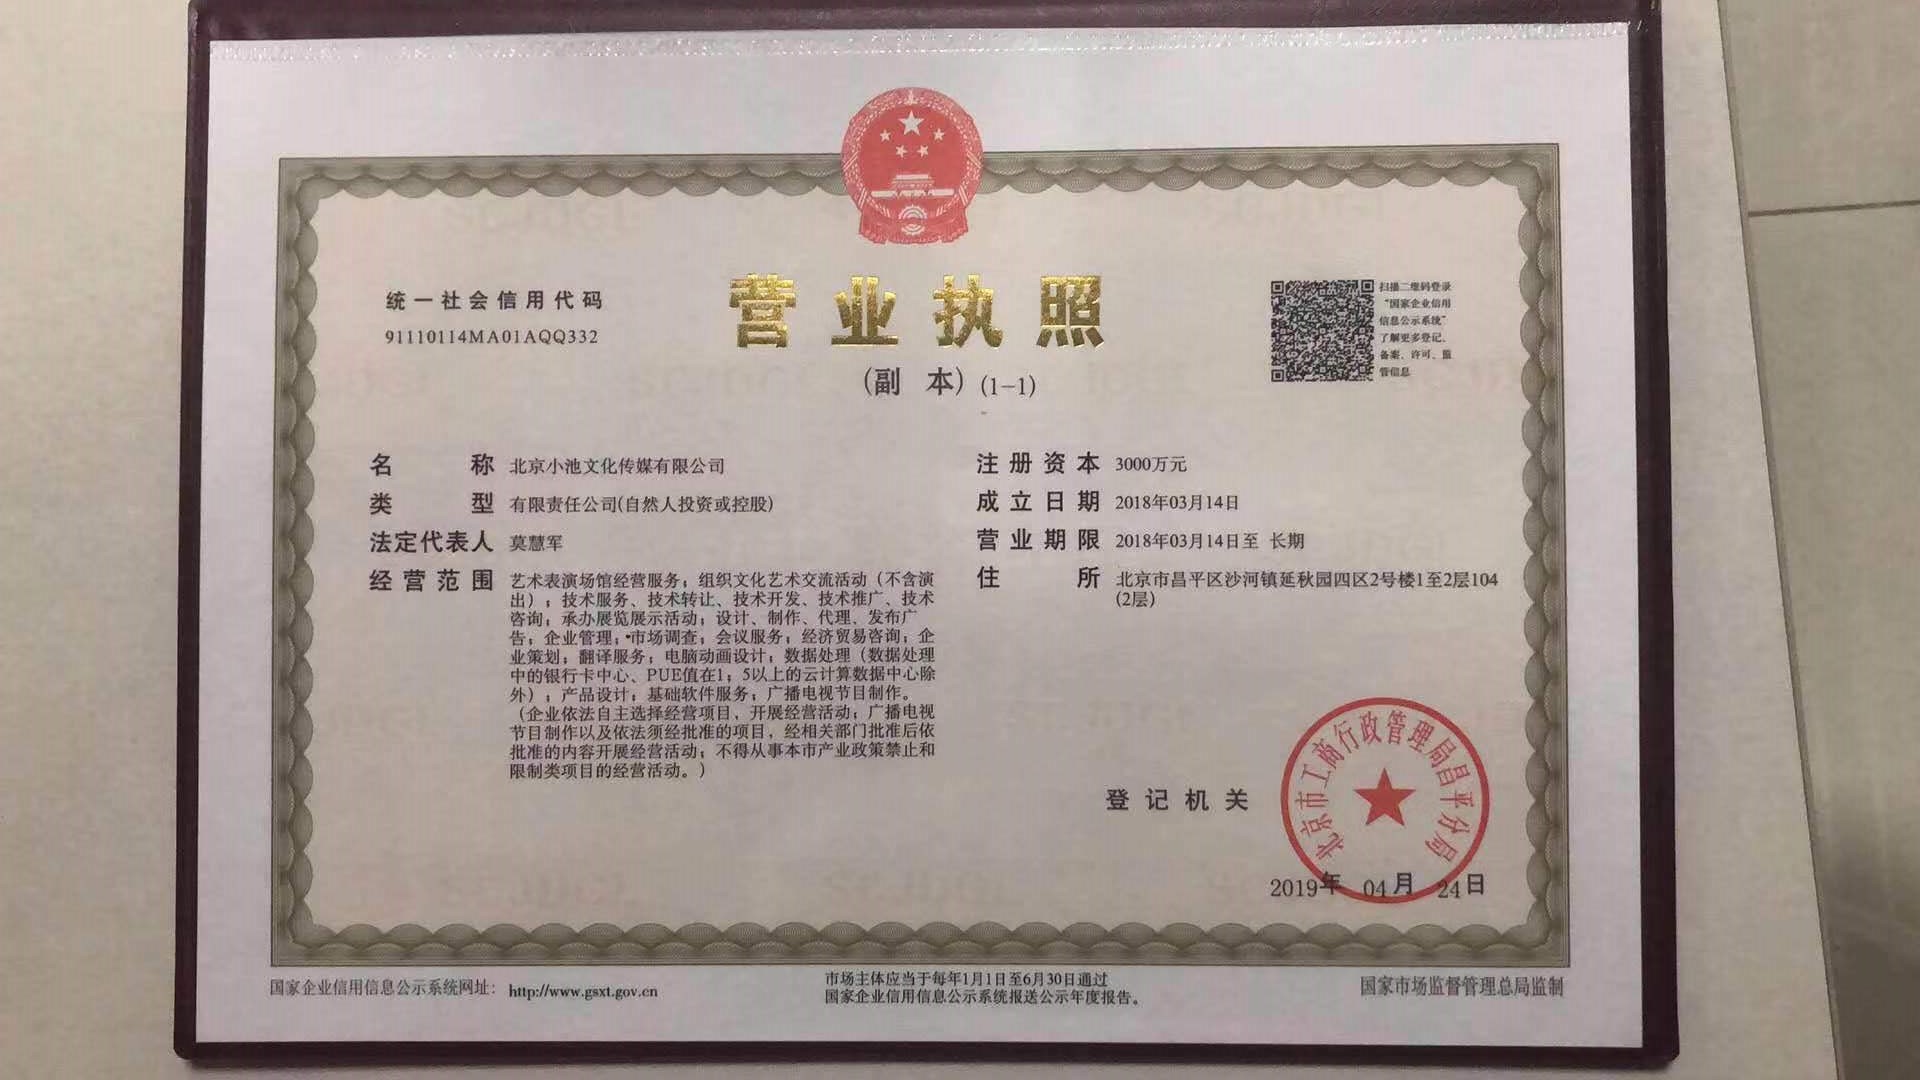 统一社会信用代码
91110114MA01AQQ332
营业执照
(副 本) (1-1)
扫描二维码登录
“国家企业信用
信息公示系统”
了解更多登记、
备案、许可、监
管信息
名 称 北京小池文化传媒有限公司
类 型 有限责任公司(自然人投资或控股)
法定代表人 莫慧军
经营范围 艺术表演场馆经营服务；组织文化艺术交流活动（不含演
出）；技术服务、技术转让、技术开发、技术推广、技术
咨询；承办展览展示活动；设计、制作、代理、发布广
告；企业管理；市场调查；会议服务；经济贸易咨询；企
业策划；翻译服务；电脑动画设计；数据处理（数据处理
中的银行卡中心、PUE值在1；5以上的云计算数据中心除
外）；产品设计；基础软件服务；广播电视节目制作。
（企业依法自主选择经营项目，开展经营活动；广播电视
节目制作以及依法须经批准的项目，经相关部门批准后依
批准的内容开展经营活动；不得从事本市产业政策禁止和
限制类项目的经营活动。）
注册资本 3000万元
成立日期 2018年03月14日
营业期限 2018年03月14日至 长期
住 所 北京市昌平区沙河镇延秋园四区2号楼1至2层104
(2层)
登记机关
北京市工商行政管理局昌平分局
2019年 04月 24日
国家企业信用信息公示系统网址： http://www.gsxt.gov.cn
市场主体应当于每年1月1日至6月30日通过
国家企业信用信息公示系统报送公示年度报告。
国家市场监督管理总局监制